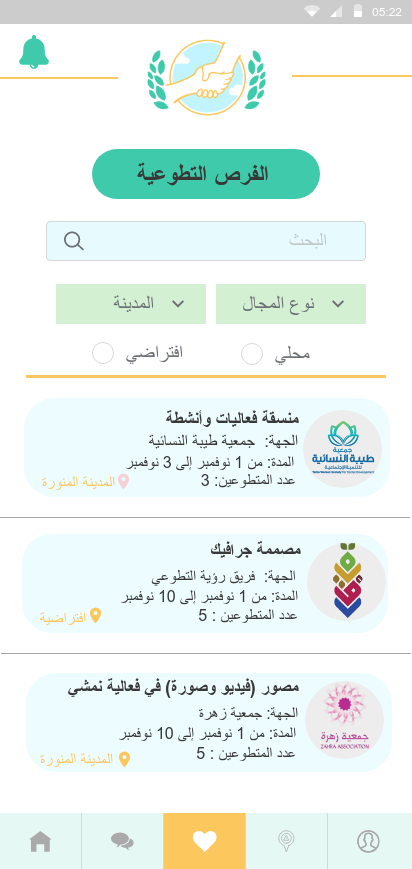 05:22
الفرص التطوعية
البحث
نوع المجال
المدينة
محلي
افتراضي
منسقة فعاليات وأنشطة
الجهة: جمعية طيبة النسائية
المدة: من 1 نوفمبر إلى 3 نوفمبر
عدد المتطوعين: 3
المدينة المنورة
جمعية
طيبة النسائية
للتنمية الاجتماعية
مصممة جرافيك
الجهة: فريق رؤية التطوعي
المدة: من 1 نوفمبر إلى 10 نوفمبر
عدد المتطوعين : 5
افتراضية
مصور (فيديو وصورة) في فعالية نمشي
الجهة: جمعية زهرة
المدة: من 1 نوفمبر إلى 10 نوفمبر
عدد المتطوعين : 5
المدينة المنورة
جمعية زهرة
ZAHRA ASSOCIATION